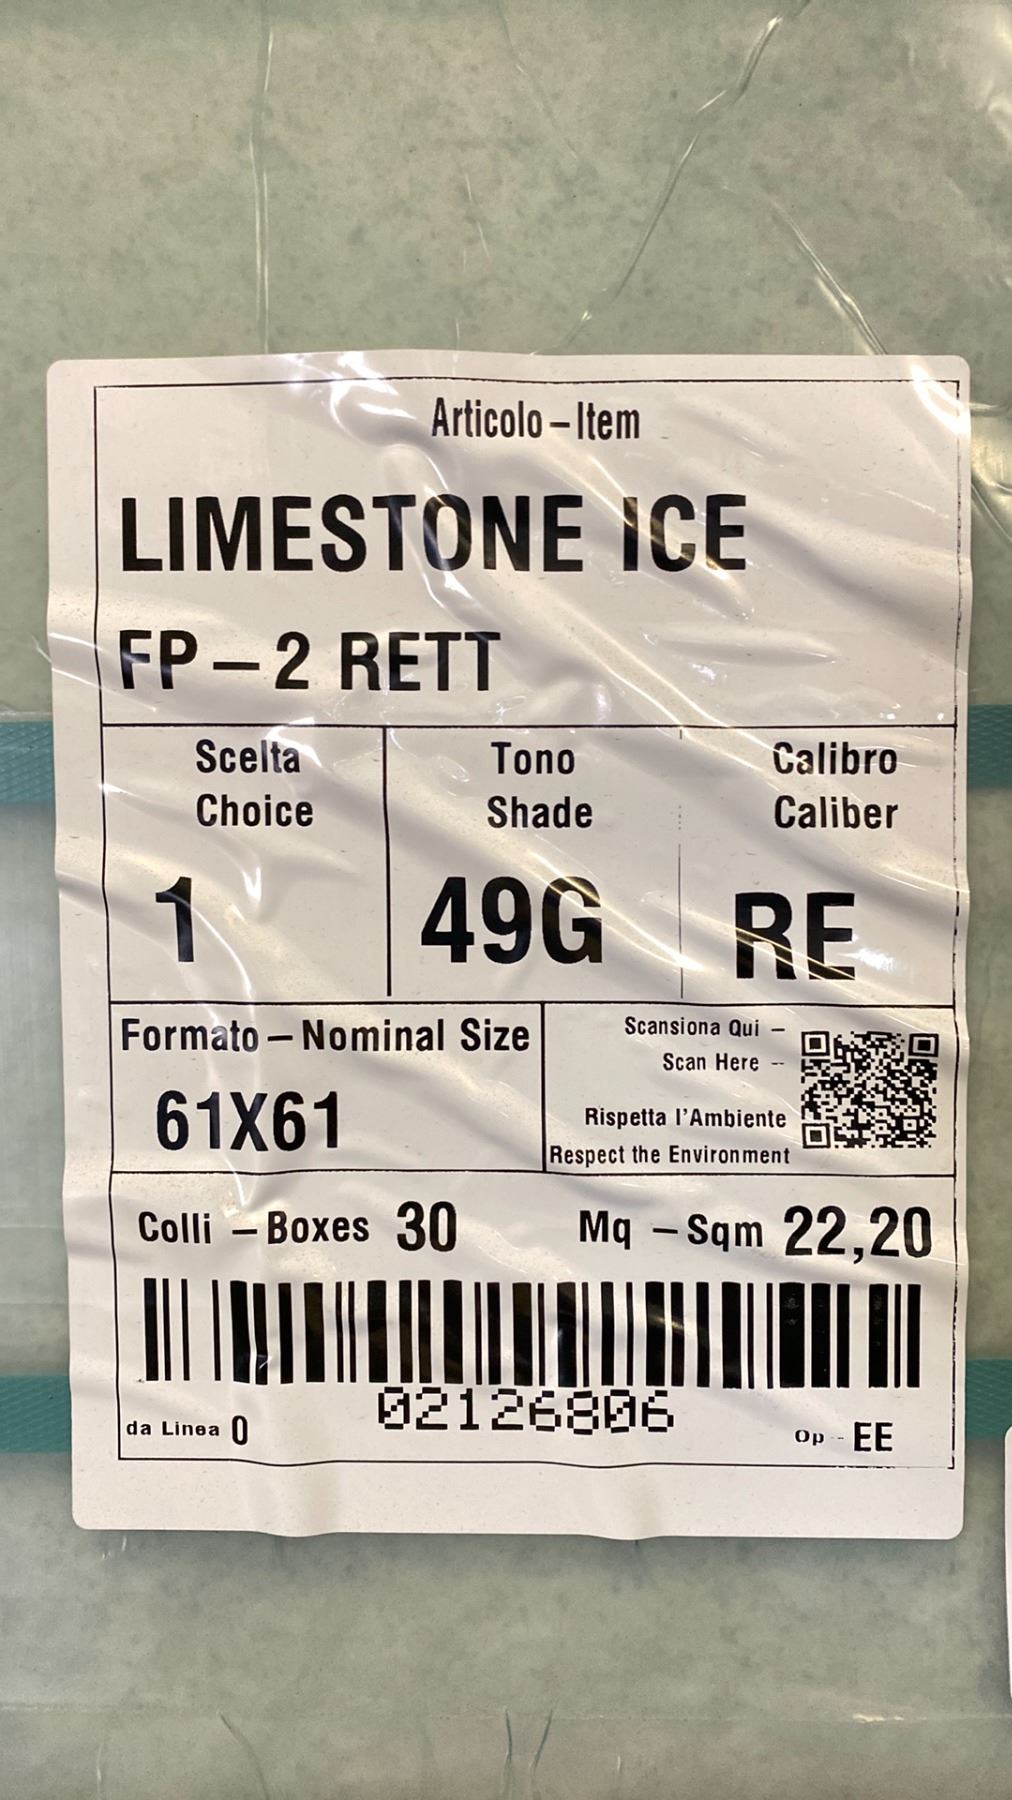 Articolo – Item
LIMESTONE ICE
FP – 2 RETT
Scelta
Choice
1
Tono
Shade
49G
Calibro
Caliber
RE
Formato – Nominal Size
61X61
Scansiona Qui –
Scan Here –
Rispetta l'Ambiente
Respect the Environment
Colli – Boxes 30
Mq – Sqm 22,20
02126806
da Linea 0
Op – EE